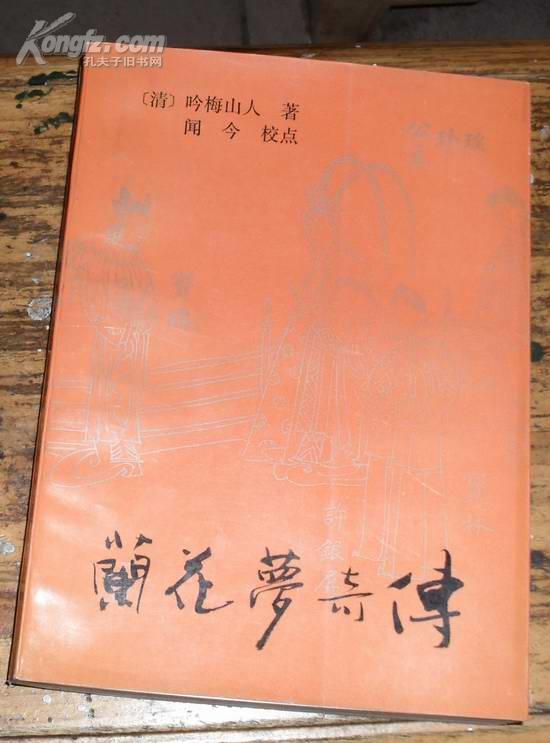 Kongfz.com
孔夫子旧书网
〔清〕吟梅山人 著
闻今 校点
蘭花夢奇傳